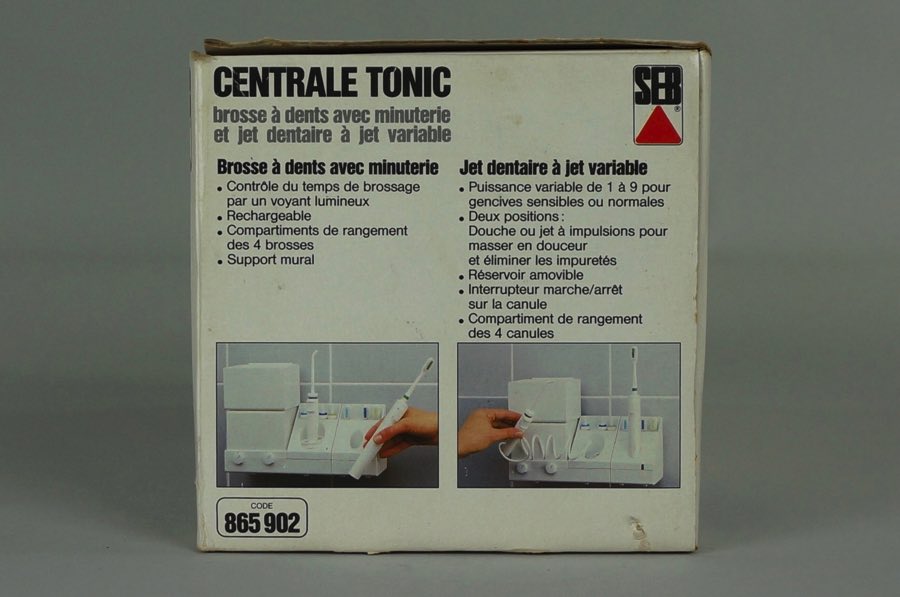 CENTRALE TONIC
brosse à dents avec minuterie
et jet dentaire à jet variable
SEB®
Brosse à dents avec minuterie
• Contrôle du temps de brossage
par un voyant lumineux
• Rechargeable
• Compartiments de rangement
des 4 brosses
• Support mural
Jet dentaire à jet variable
• Puissance variable de 1 à 9 pour
gencives sensibles ou normales
• Deux positions :
Douche ou jet à impulsions pour
masser en douceur
et éliminer les impuretés
• Réservoir amovible
• Interrupteur marche/arrêt
sur la canule
• Compartiment de rangement
des 4 canules
CODE
865 902